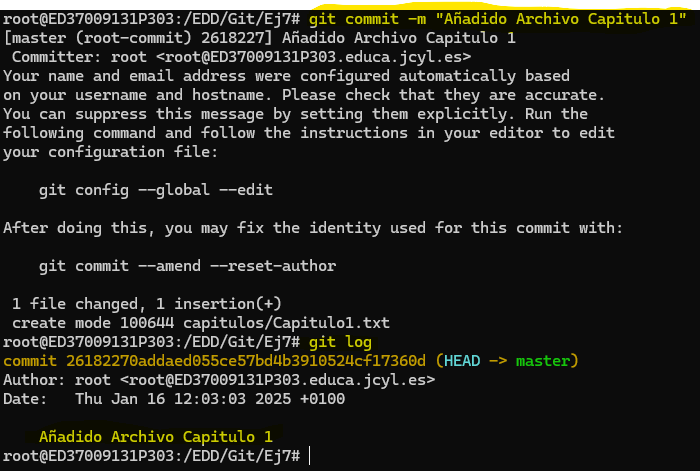 root@ED37009131P303:/EDD/Git/Ej7# git commit -m "Añadido Archivo Capitulo 1"
[master (root-commit) 2618227] Añadido Archivo Capitulo 1
 Committer: root <root@ED37009131P303.educa.jcyl.es>
Your name and email address were configured automatically based
on your username and hostname. Please check that they are accurate.
You can suppress this message by setting them explicitly. Run the
following command and follow the instructions in your editor to edit
your configuration file:

    git config --global --edit

After doing this, you may fix the identity used for this commit with:

    git commit --amend --reset-author

 1 file changed, 1 insertion(+)
 create mode 100644 capitulos/Capitulo1.txt
root@ED37009131P303:/EDD/Git/Ej7# git log
commit 26182270addaed055ce57bd4b3910524cf17360d (HEAD -> master)
Author: root <root@ED37009131P303.educa.jcyl.es>
Date:   Thu Jan 16 12:03:03 2025 +0100

    Añadido Archivo Capitulo 1
root@ED37009131P303:/EDD/Git/Ej7#